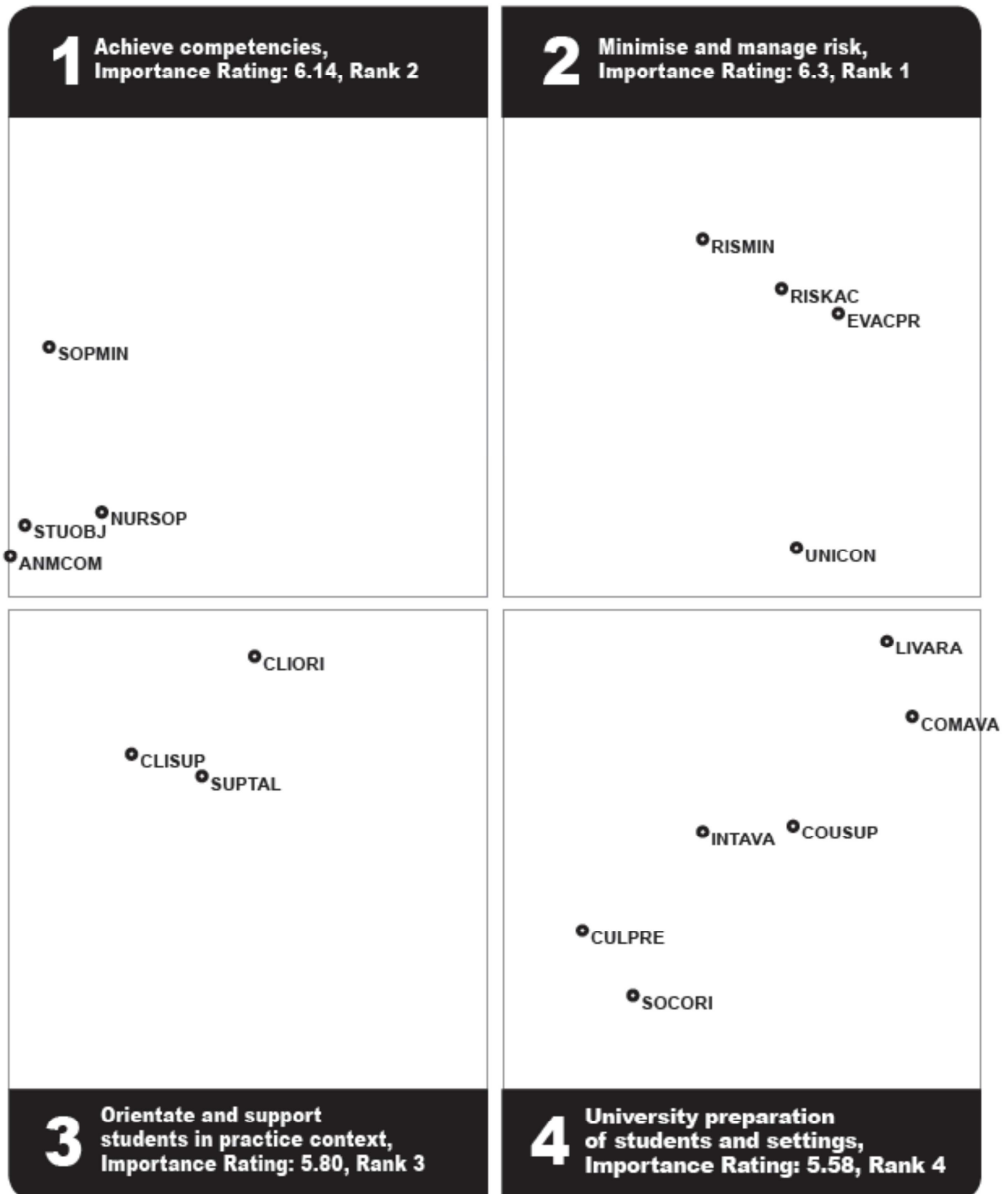 1
Achieve competencies,
Importance Rating: 6.14, Rank 2
2
Minimise and manage risk,
Importance Rating: 6.3, Rank 1
SOPMIN
NURSOP
STUOBJ
ANMCOM
RISMIN
RISKAC
EVACPR
UNICON
CLIORI
CLISUP
SUPTAL
LIVARA
COMAVA
INTAVA
COUSUP
CULPRE
SOCORI
3
Orientate and support
students in practice context,
Importance Rating: 5.80, Rank 3
4
University preparation
of students and settings,
Importance Rating: 5.58, Rank 4